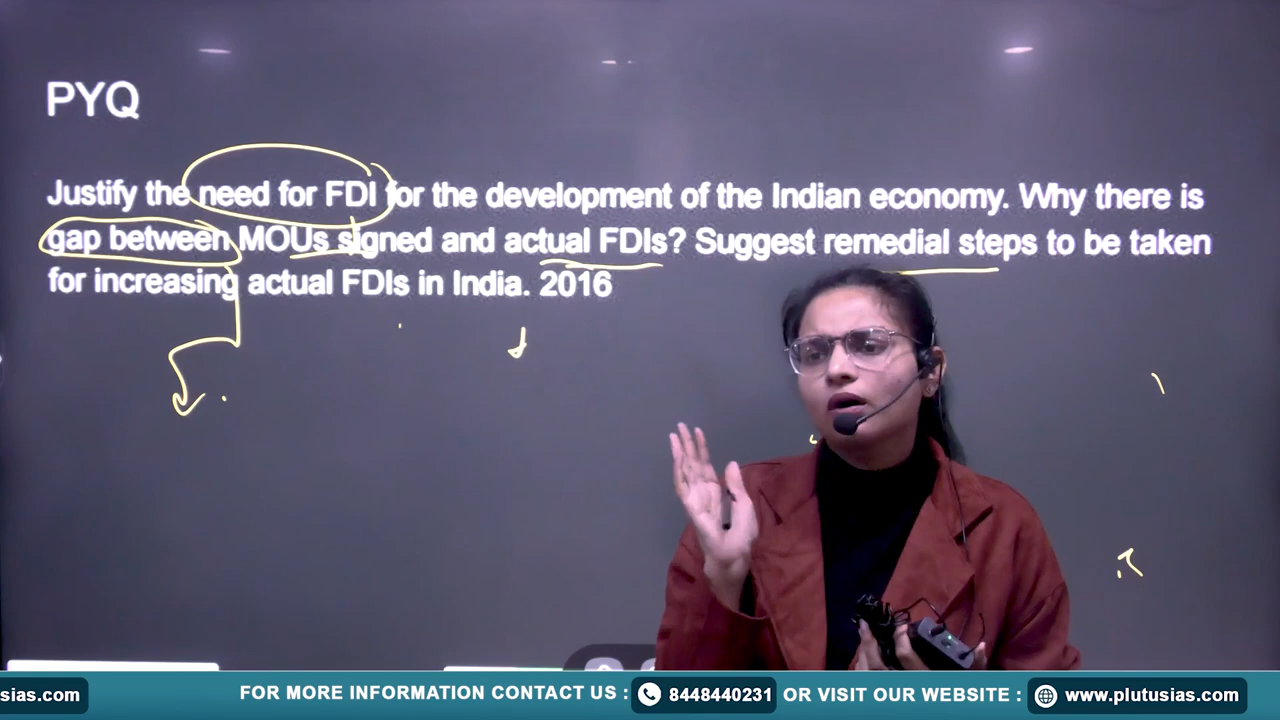 PYQ
Justify the need for FDI for the development of the Indian economy. Why there is
gap between MOUs signed and actual FDIs? Suggest remedial steps to be taken
for increasing actual FDIs in India. 2016
sias.com
FOR MORE INFORMATION CONTACT US : 8448440231 OR VISIT OUR WEBSITE : www.plutusias.com